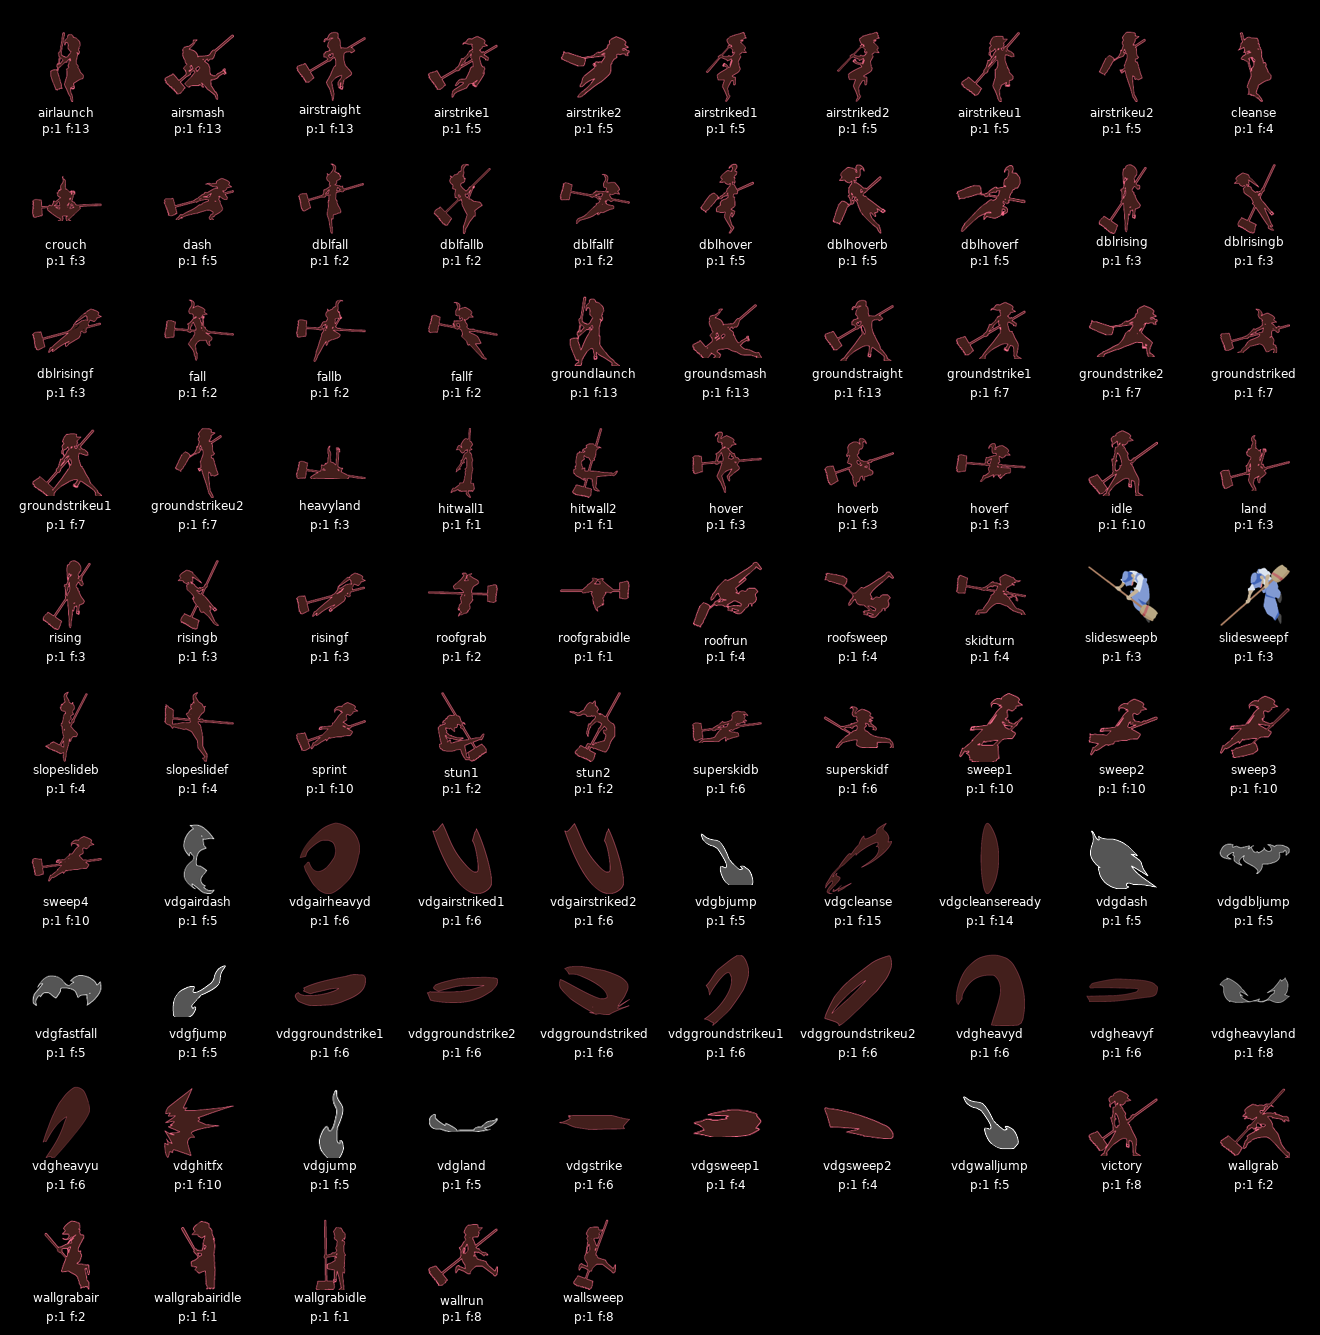 airlaunch airsmash airstraight airstrike1 airstrike2 airstriked1 airstriked2 airstrikeu1 airstrikeu2 cleanse
p:1 f:13 p:1 f:13 p:1 f:13 p:1 f:5 p:1 f:5 p:1 f:5 p:1 f:5 p:1 f:5 p:1 f:5 p:1 f:4
crouch dash dblfall dblfallb dblfallf dblhover dblhoverb dblhoverf dblrising dblrisingb
p:1 f:3 p:1 f:5 p:1 f:2 p:1 f:2 p:1 f:2 p:1 f:5 p:1 f:5 p:1 f:5 p:1 f:3 p:1 f:3
dblrisingf fall fallb fallf groundlaunch groundsmash groundstraight groundstrike1 groundstrike2 groundstriked
p:1 f:3 p:1 f:2 p:1 f:2 p:1 f:2 p:1 f:13 p:1 f:13 p:1 f:13 p:1 f:7 p:1 f:7 p:1 f:7
groundstrikeu1 groundstrikeu2 heavyland hitwall1 hitwall2 hover hoverb hoverf idle land
p:1 f:7 p:1 f:7 p:1 f:3 p:1 f:1 p:1 f:1 p:1 f:3 p:1 f:3 p:1 f:3 p:1 f:10 p:1 f:3
rising risingb risingf roofgrab roofgrabidle roofrun roofsweep skidturn slidesweepb slidesweepf
p:1 f:3 p:1 f:3 p:1 f:3 p:1 f:2 p:1 f:1 p:1 f:4 p:1 f:4 p:1 f:4 p:1 f:3 p:1 f:3
slopeslideb slopeslidef sprint stun1 stun2 superskidb superskidf sweep1 sweep2 sweep3
p:1 f:4 p:1 f:4 p:1 f:10 p:1 f:2 p:1 f:2 p:1 f:6 p:1 f:6 p:1 f:10 p:1 f:10 p:1 f:10
sweep4 vdgairdash vdgairheavyd vdgairstriked1 vdgairstriked2 vdgbjump vdgcleanse vdgcleanseready vdgdash vdgdbljump
p:1 f:10 p:1 f:5 p:1 f:6 p:1 f:6 p:1 f:6 p:1 f:5 p:1 f:15 p:1 f:14 p:1 f:5 p:1 f:5
vdgfastfall vdgfjump vdggroundstrike1 vdggroundstrike2 vdggroundstriked vdggroundstrikeu1 vdggroundstrikeu2 vdgheavyd vdgheavyf vdgheavyland
p:1 f:5 p:1 f:5 p:1 f:6 p:1 f:6 p:1 f:6 p:1 f:6 p:1 f:6 p:1 f:6 p:1 f:6 p:1 f:8
vdgheavyu vdghitfx vdgjump vdgland vdgstrike vdgsweep1 vdgsweep2 vdgwalljump victory wallgrab
p:1 f:6 p:1 f:10 p:1 f:5 p:1 f:5 p:1 f:6 p:1 f:4 p:1 f:4 p:1 f:5 p:1 f:8 p:1 f:2
wallgrabair wallgrabairidle wallgrabidle wallrun wallsweep
p:1 f:2 p:1 f:1 p:1 f:1 p:1 f:8 p:1 f:8